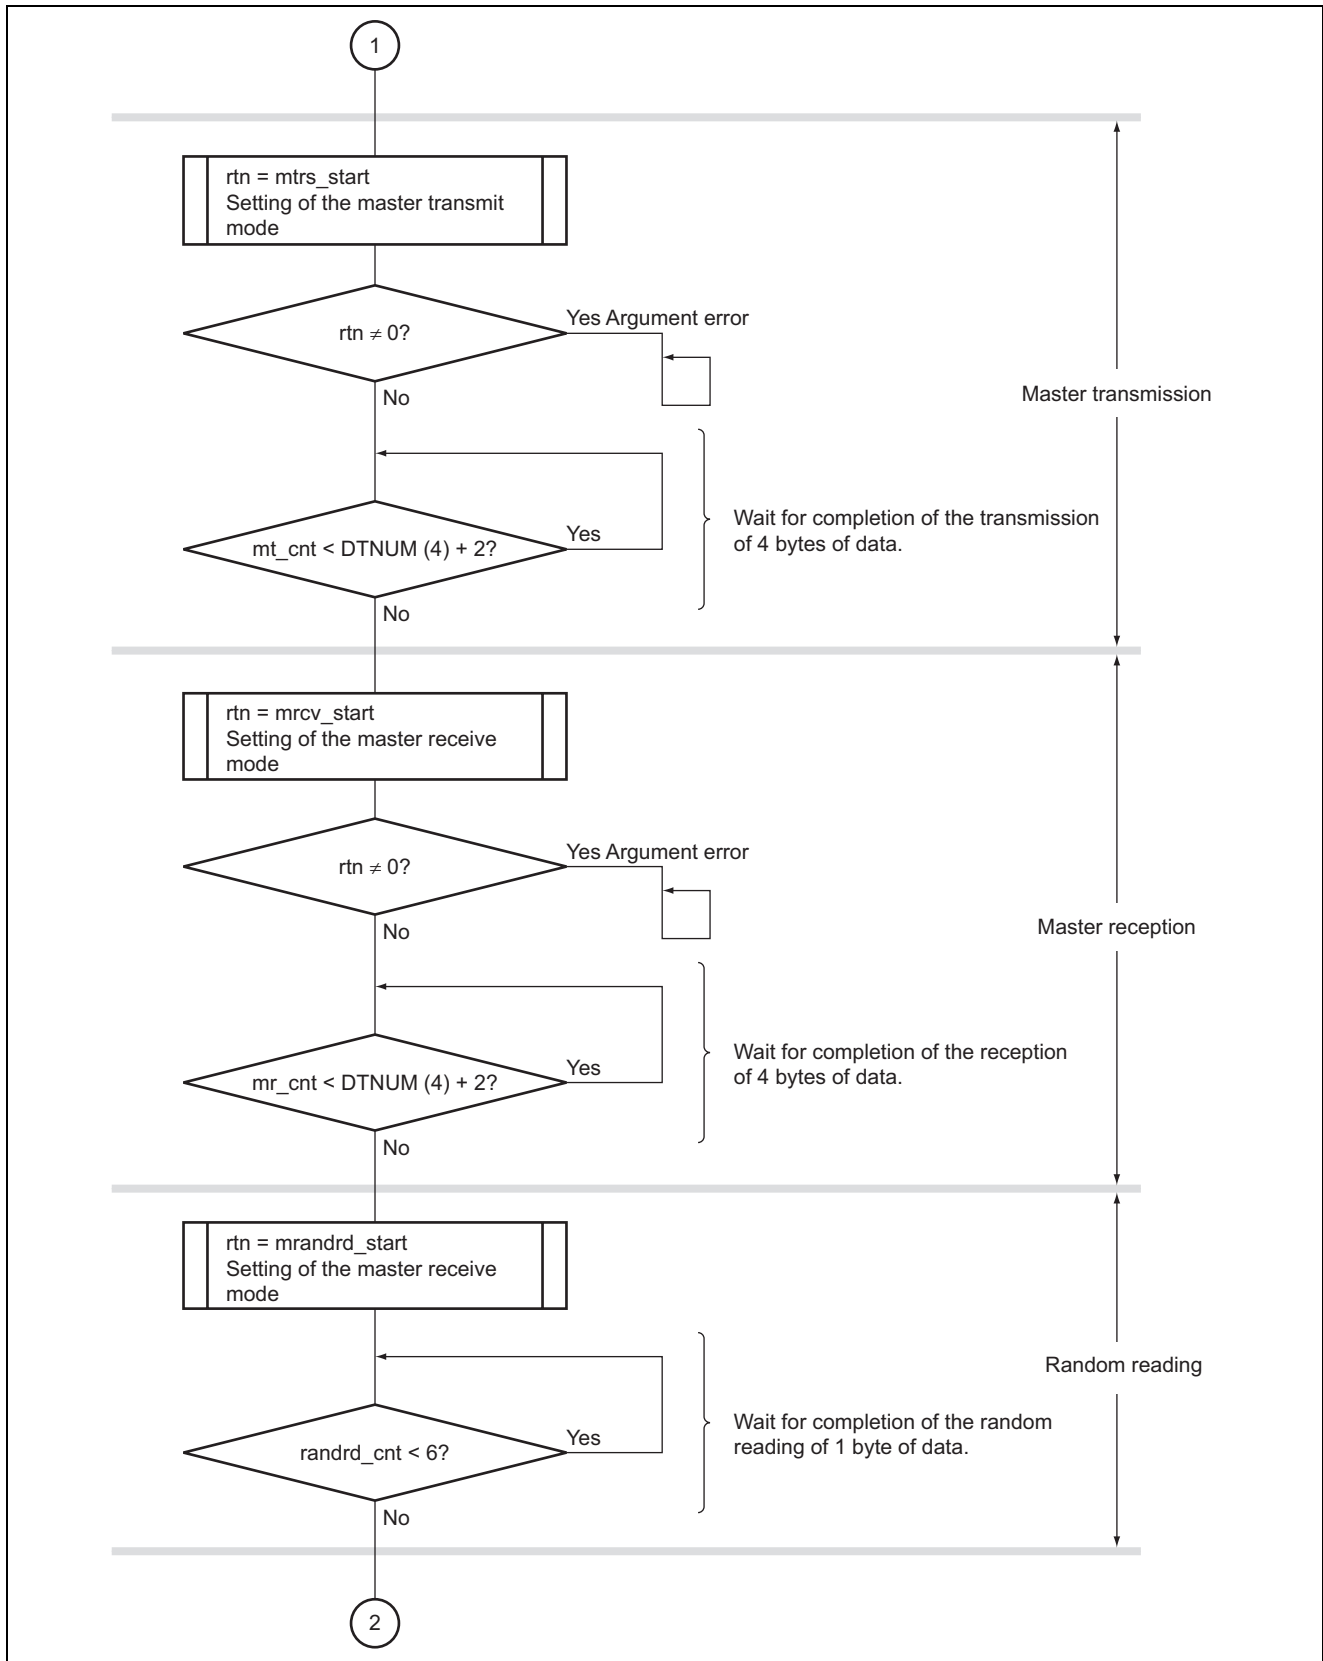 1
rtn = mtrs_start
Setting of the master transmit
mode
rtn ≠ 0?
Yes Argument error
No
Master transmission
mt_cnt < DTNUM (4) + 2?
Yes
Wait for completion of the transmission
of 4 bytes of data.
No
rtn = mrcv_start
Setting of the master receive
mode
rtn ≠ 0?
Yes Argument error
No
Master reception
mr_cnt < DTNUM (4) + 2?
Yes
Wait for completion of the reception
of 4 bytes of data.
No
rtn = mrandrd_start
Setting of the master receive
mode
Random reading
randrd_cnt < 6?
Yes
Wait for completion of the random
reading of 1 byte of data.
No
2